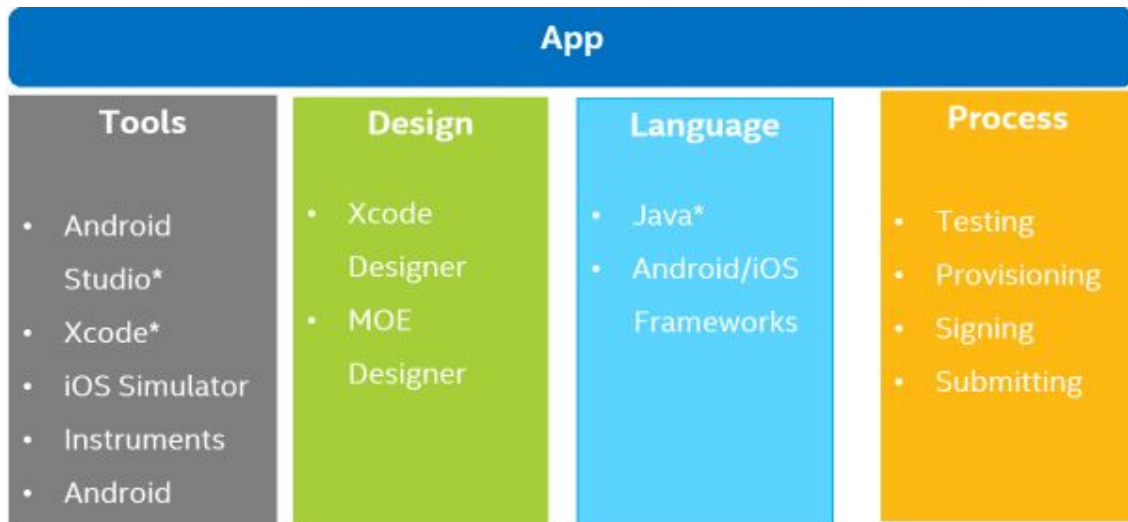 App
Tools
• Android
Studio*
• Xcode*
• iOS Simulator
• Instruments
• Android
Design
• Xcode
Designer
• MOE
Designer
Language
• Java*
• Android/iOS
Frameworks
Process
• Testing
• Provisioning
• Signing
• Submitting